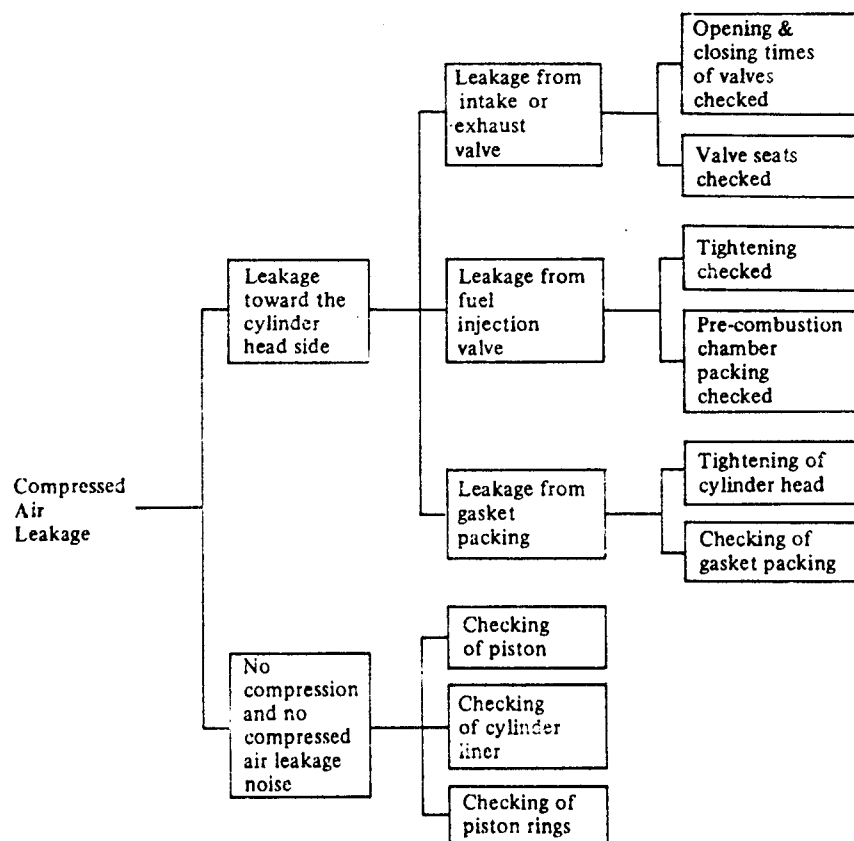 Compressed
Air
Leakage
Leakage
toward the
cylinder
head side
Leakage from
intake or
exhaust
valve
Opening &
closing times
of valves
checked
Valve seats
checked
Leakage from
fuel
injection
valve
Tightening
checked
Pre-combustion
chamber
packing
checked
Leakage from
gasket
packing
Tightening of
cylinder head
Checking of
gasket packing
No
compression
and no
compressed
air leakage
noise
Checking
of piston
Checking
of cylinder
liner
Checking of
piston rings